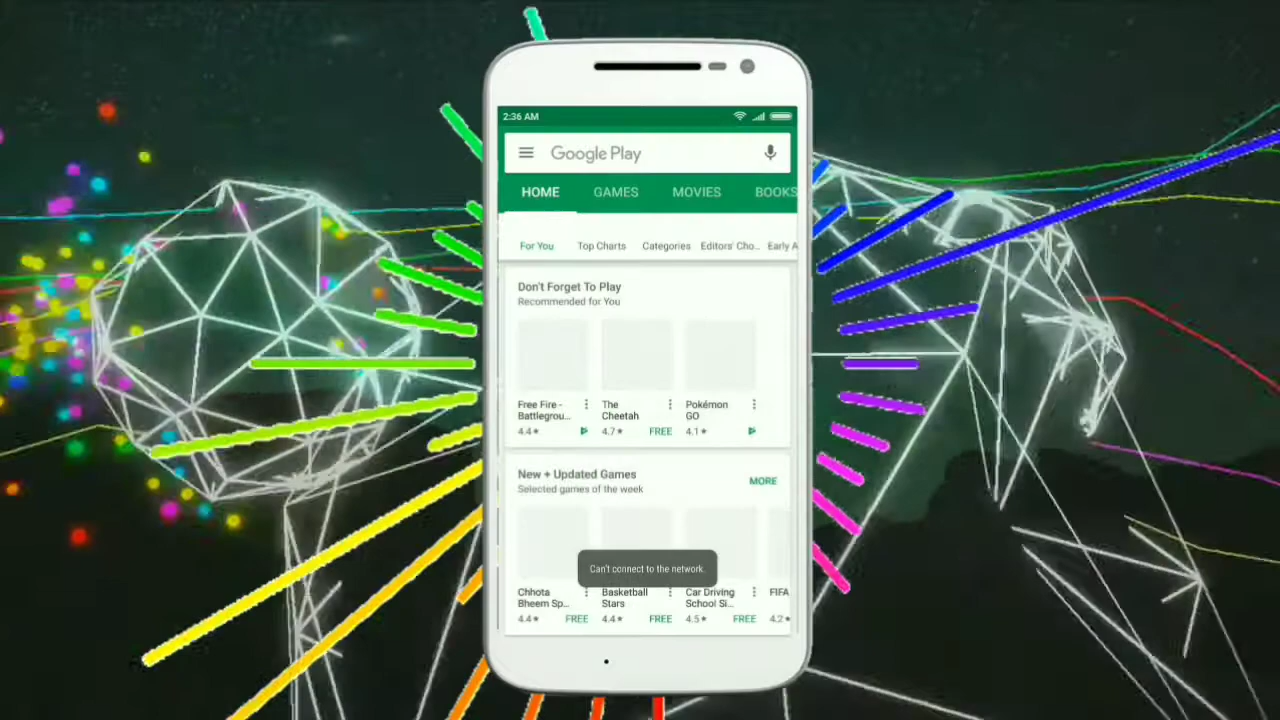 2:36 AM
Google Play
HOME GAMES MOVIES BOOKS
For You Top Charts Categories Editors' Cho... Early A
Don't Forget To Play
Recommended for You
Free Fire - Battlegrou...
4.4★
The Cheetah
4.7★ FREE
Pokémon GO
4.1★
New + Updated Games
MORE
Selected games of the week
Can't connect to the network.
Chhota Bheem Sp...
4.4★ FREE
Basketball Stars
4.4★ FREE
Car Driving School Si...
4.5★ FREE
FIFA
4.2★